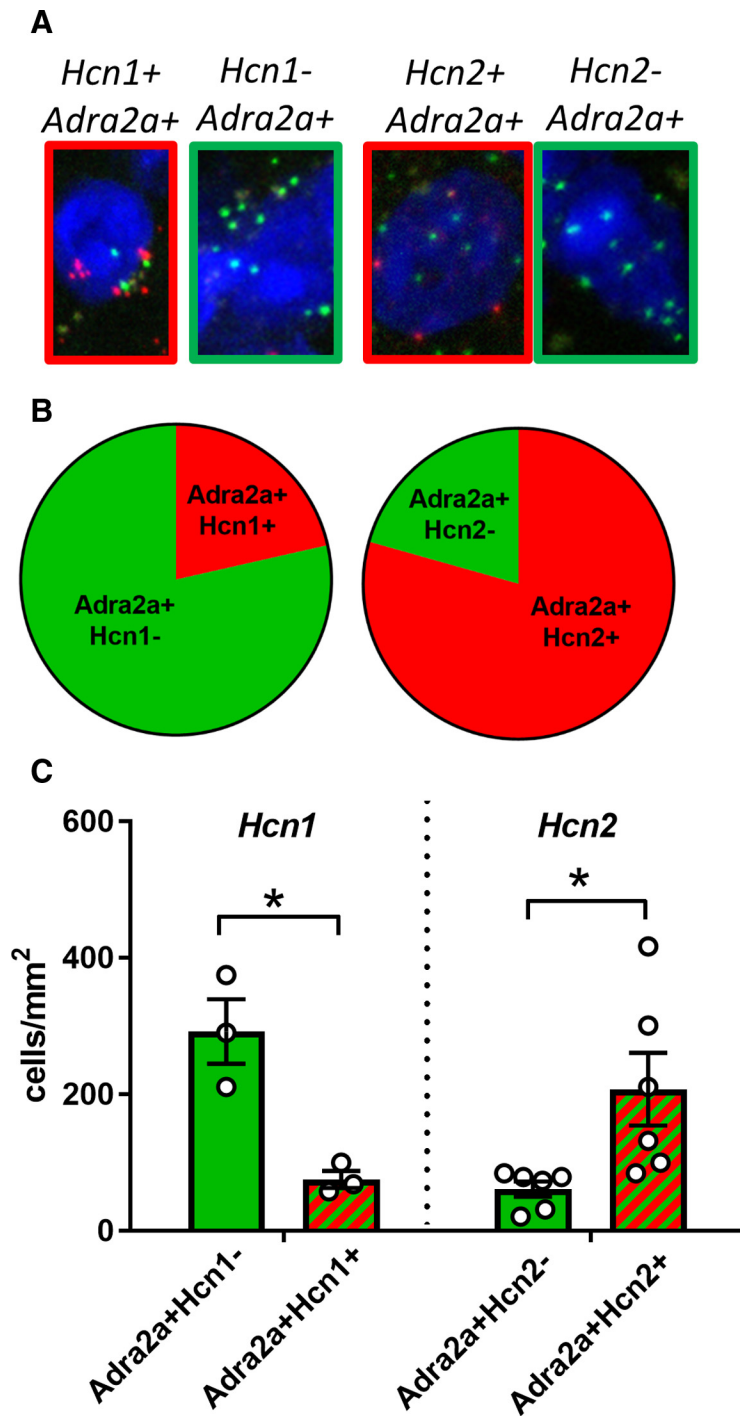 A
Hcn1+ Hcn1- Hcn2+ Hcn2-
Adra2a+ Adra2a+ Adra2a+ Adra2a+
B
Adra2a+
Hcn1+
Adra2a+
Hcn1-
Adra2a+
Hcn2-
Adra2a+
Hcn2+
C
cells/mm²
600
400
200
0
Hcn1
*
Hcn2
*
Adra2a+Hcn1-
Adra2a+Hcn1+
Adra2a+Hcn2-
Adra2a+Hcn2+